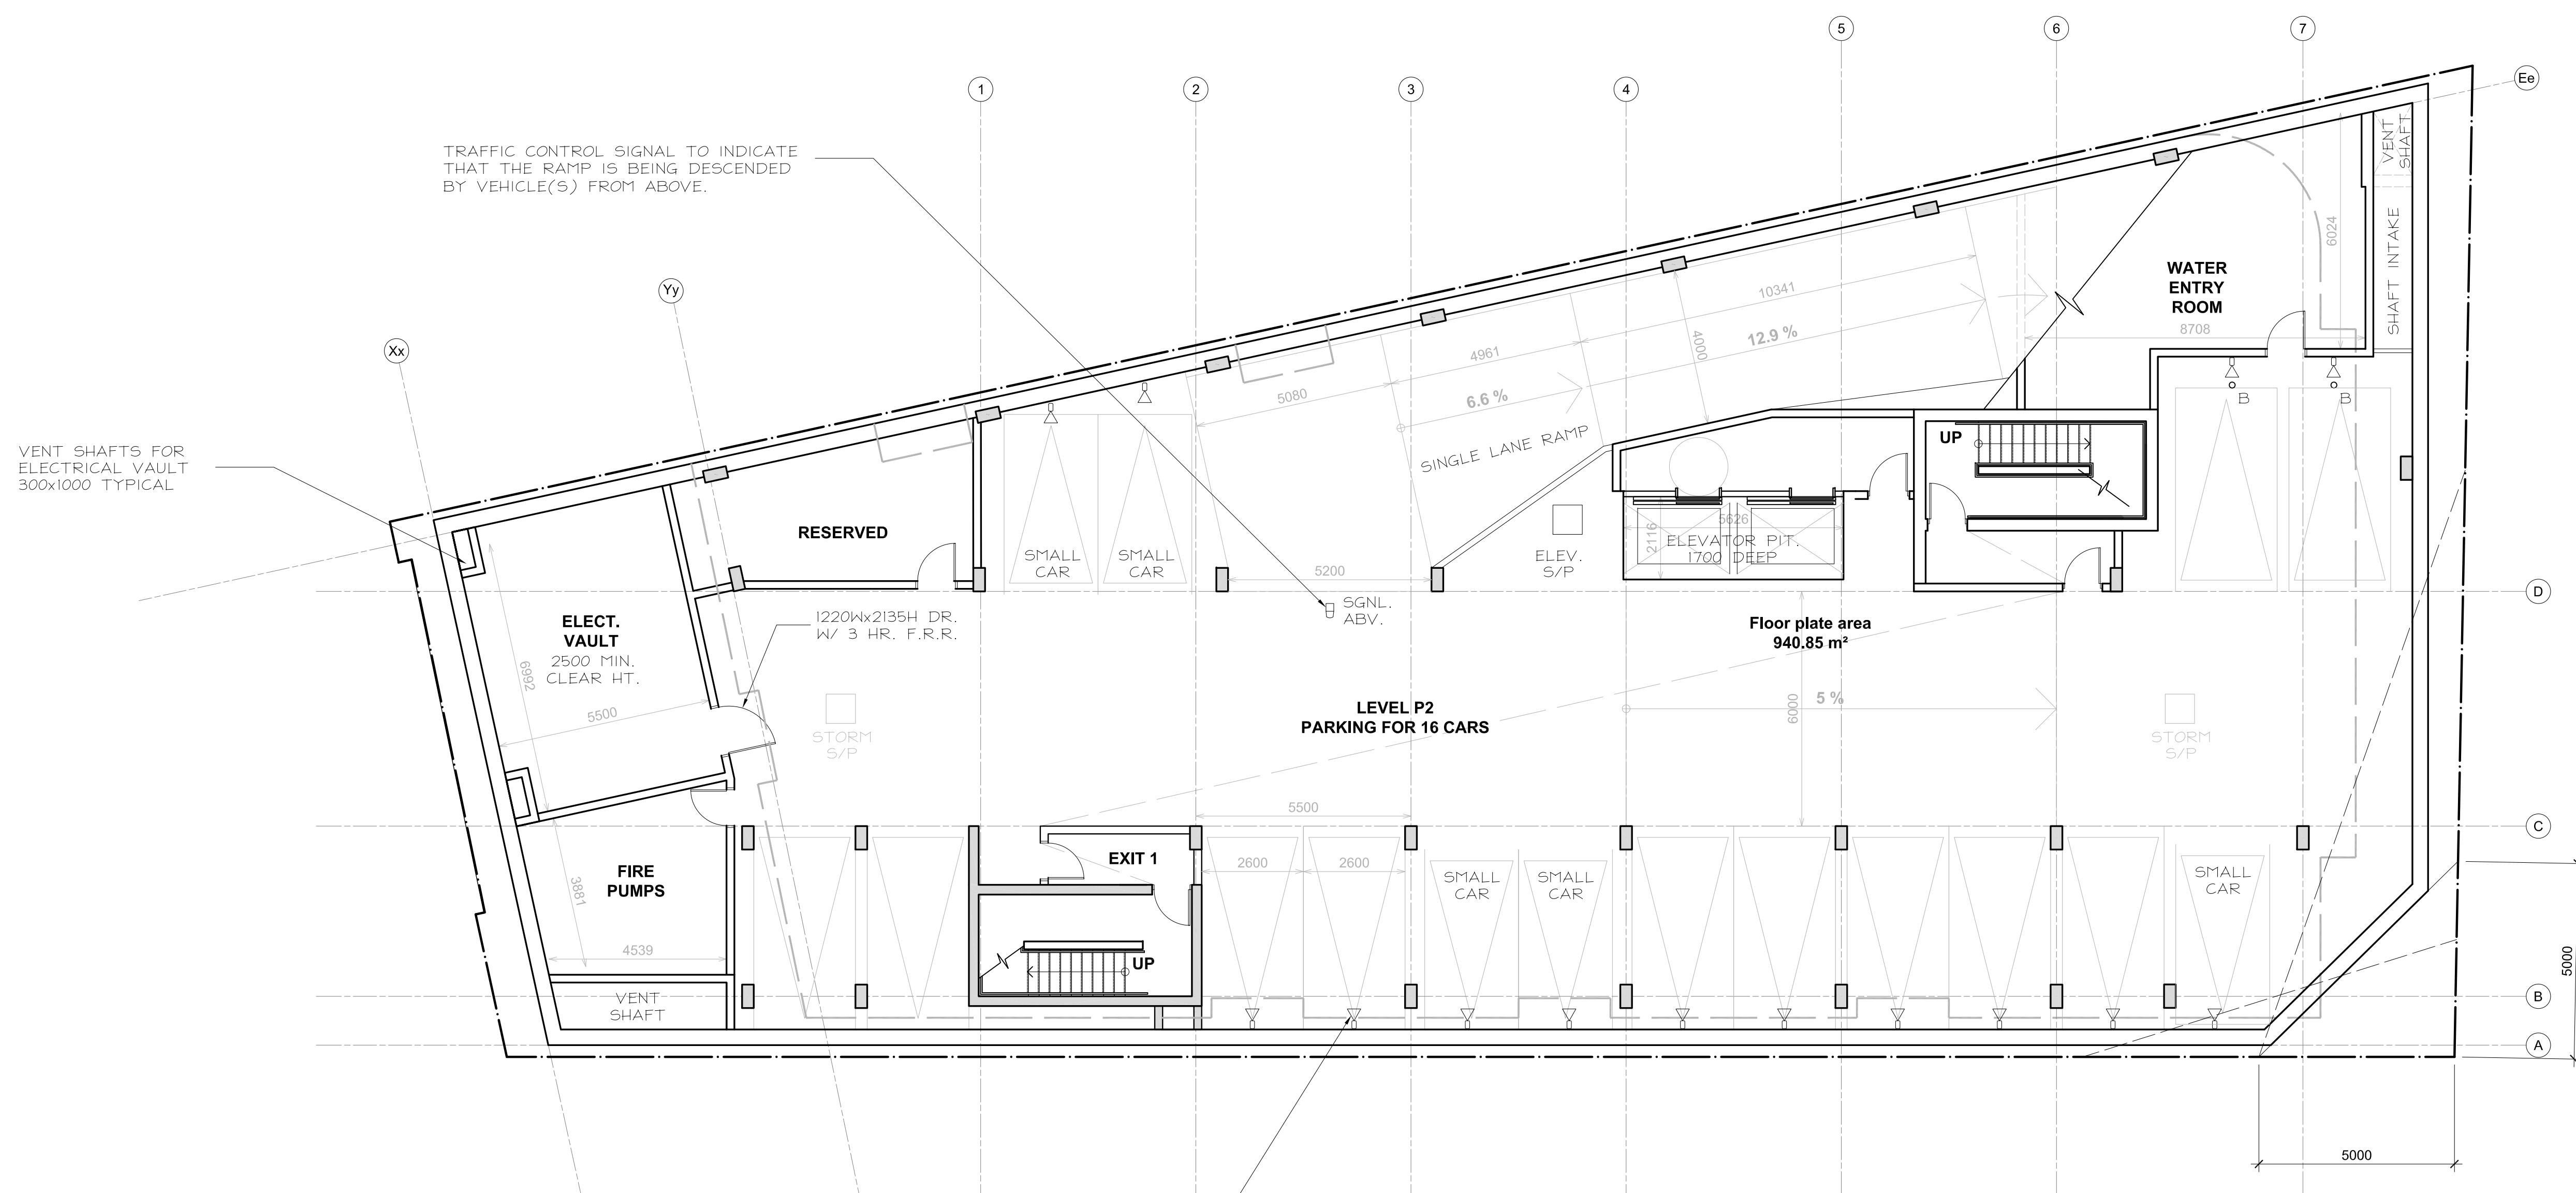 5
6
7
Ee
1
2
3
4
TRAFFIC CONTROL SIGNAL TO INDICATE
THAT THE RAMP IS BEING DESCENDED
BY VEHICLE(S) FROM ABOVE.
VENT
SHAFT
SHAFT INTAKE
6024
WATER
ENTRY
ROOM
8708
Yy
Xx
10341
12.9 %
4000
4961
6.6 %
5080
SINGLE LANE RAMP
B
B
UP
VENT SHAFTS FOR
ELECTRICAL VAULT
300x1000 TYPICAL
RESERVED
SMALL
CAR
SMALL
CAR
5200
ELEV.
S/P
5626
2116
ELEVATOR PIT.
1700 DEEP
D
SGNL.
ABV.
1220Wx2135H DR.
W/ 3 HR. F.R.R.
ELECT.
VAULT
2500 MIN.
CLEAR HT.
6992
5500
Floor plate area
940.85 m²
LEVEL P2
PARKING FOR 16 CARS
6000
5 %
STORM
S/P
STORM
S/P
5500
C
EXIT 1
2600
2600
SMALL
CAR
SMALL
CAR
SMALL
CAR
FIRE
PUMPS
3881
4539
UP
VENT
SHAFT
B
A
5000
5000